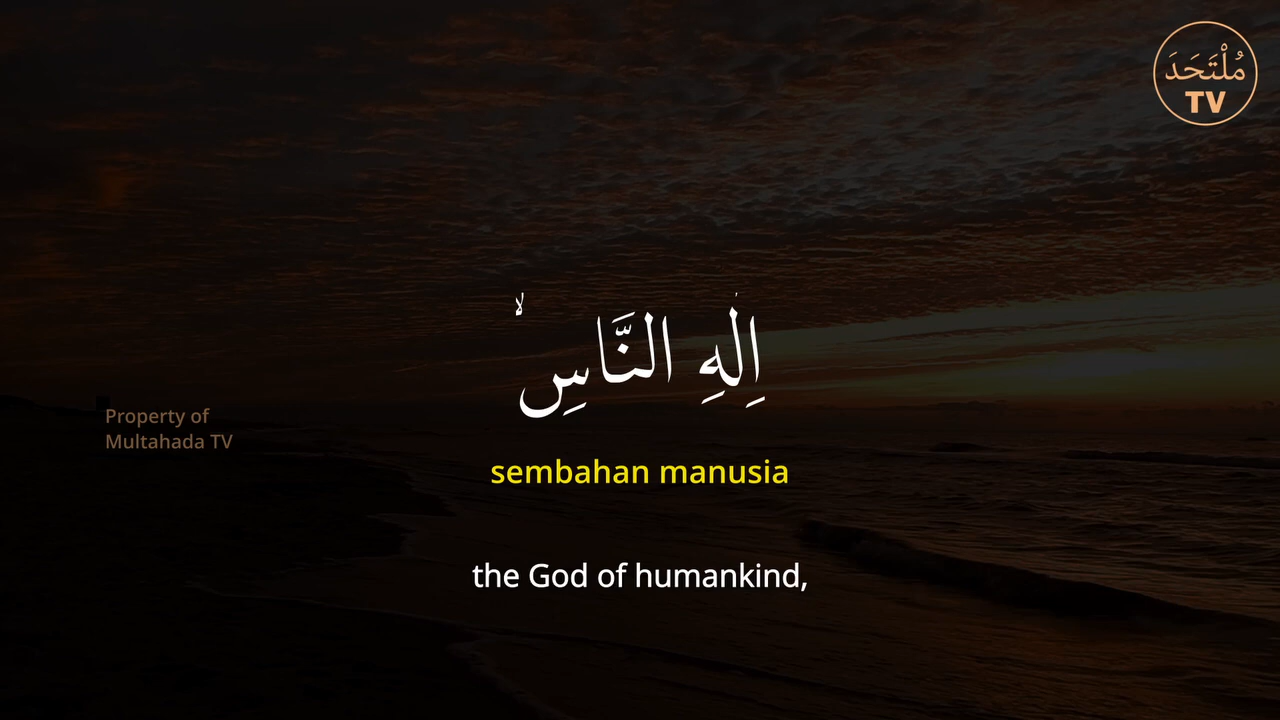 مُلْتَحَدَ
TV
اِلٰهِ النَّاسِۙ
Property of
Multahada TV
sembahan manusia
the God of humankind,